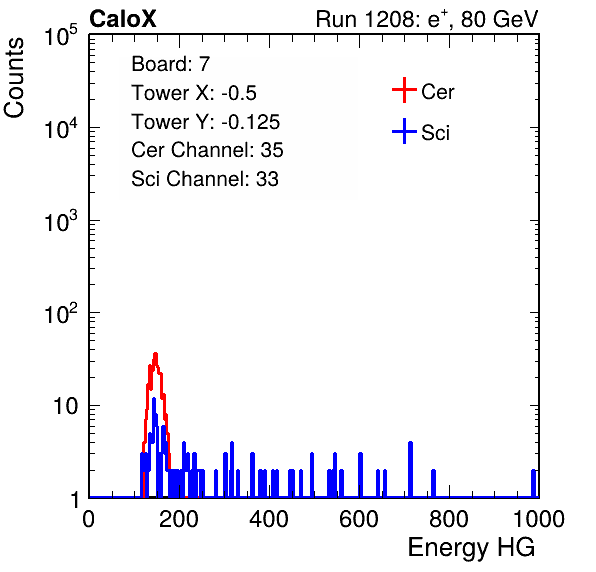 CaloX Run 1208: e⁺, 80 GeV
Counts
10⁵
10⁴
10³
10²
10
1
Board: 7
Tower X: -0.5
Tower Y: -0.125
Cer Channel: 35
Sci Channel: 33
Cer
Sci
0 200 400 600 800 1000
Energy HG